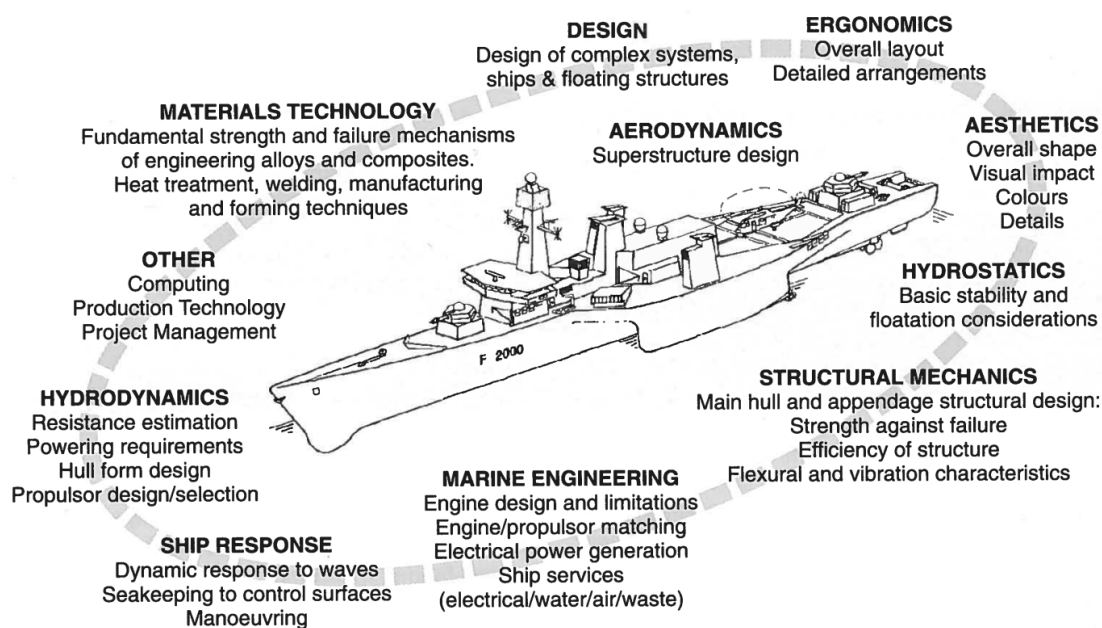 DESIGN
Design of complex systems,
ships & floating structures
ERGONOMICS
Overall layout
Detailed arrangements
MATERIALS TECHNOLOGY
Fundamental strength and failure mechanisms
of engineering alloys and composites.
Heat treatment, welding, manufacturing
and forming techniques
AERODYNAMICS
Superstructure design
AESTHETICS
Overall shape
Visual impact
Colours
Details
OTHER
Computing
Production Technology
Project Management
HYDROSTATICS
Basic stability and
floatation considerations
F 2000
HYDRODYNAMICS
Resistance estimation
Powering requirements
Hull form design
Propulsor design/selection
STRUCTURAL MECHANICS
Main hull and appendage structural design:
Strength against failure
Efficiency of structure
Flexural and vibration characteristics
MARINE ENGINEERING
Engine design and limitations
Engine/propulsor matching
Electrical power generation
Ship services
(electrical/water/air/waste)
SHIP RESPONSE
Dynamic response to waves
Seakeeping to control surfaces
Manoeuvring